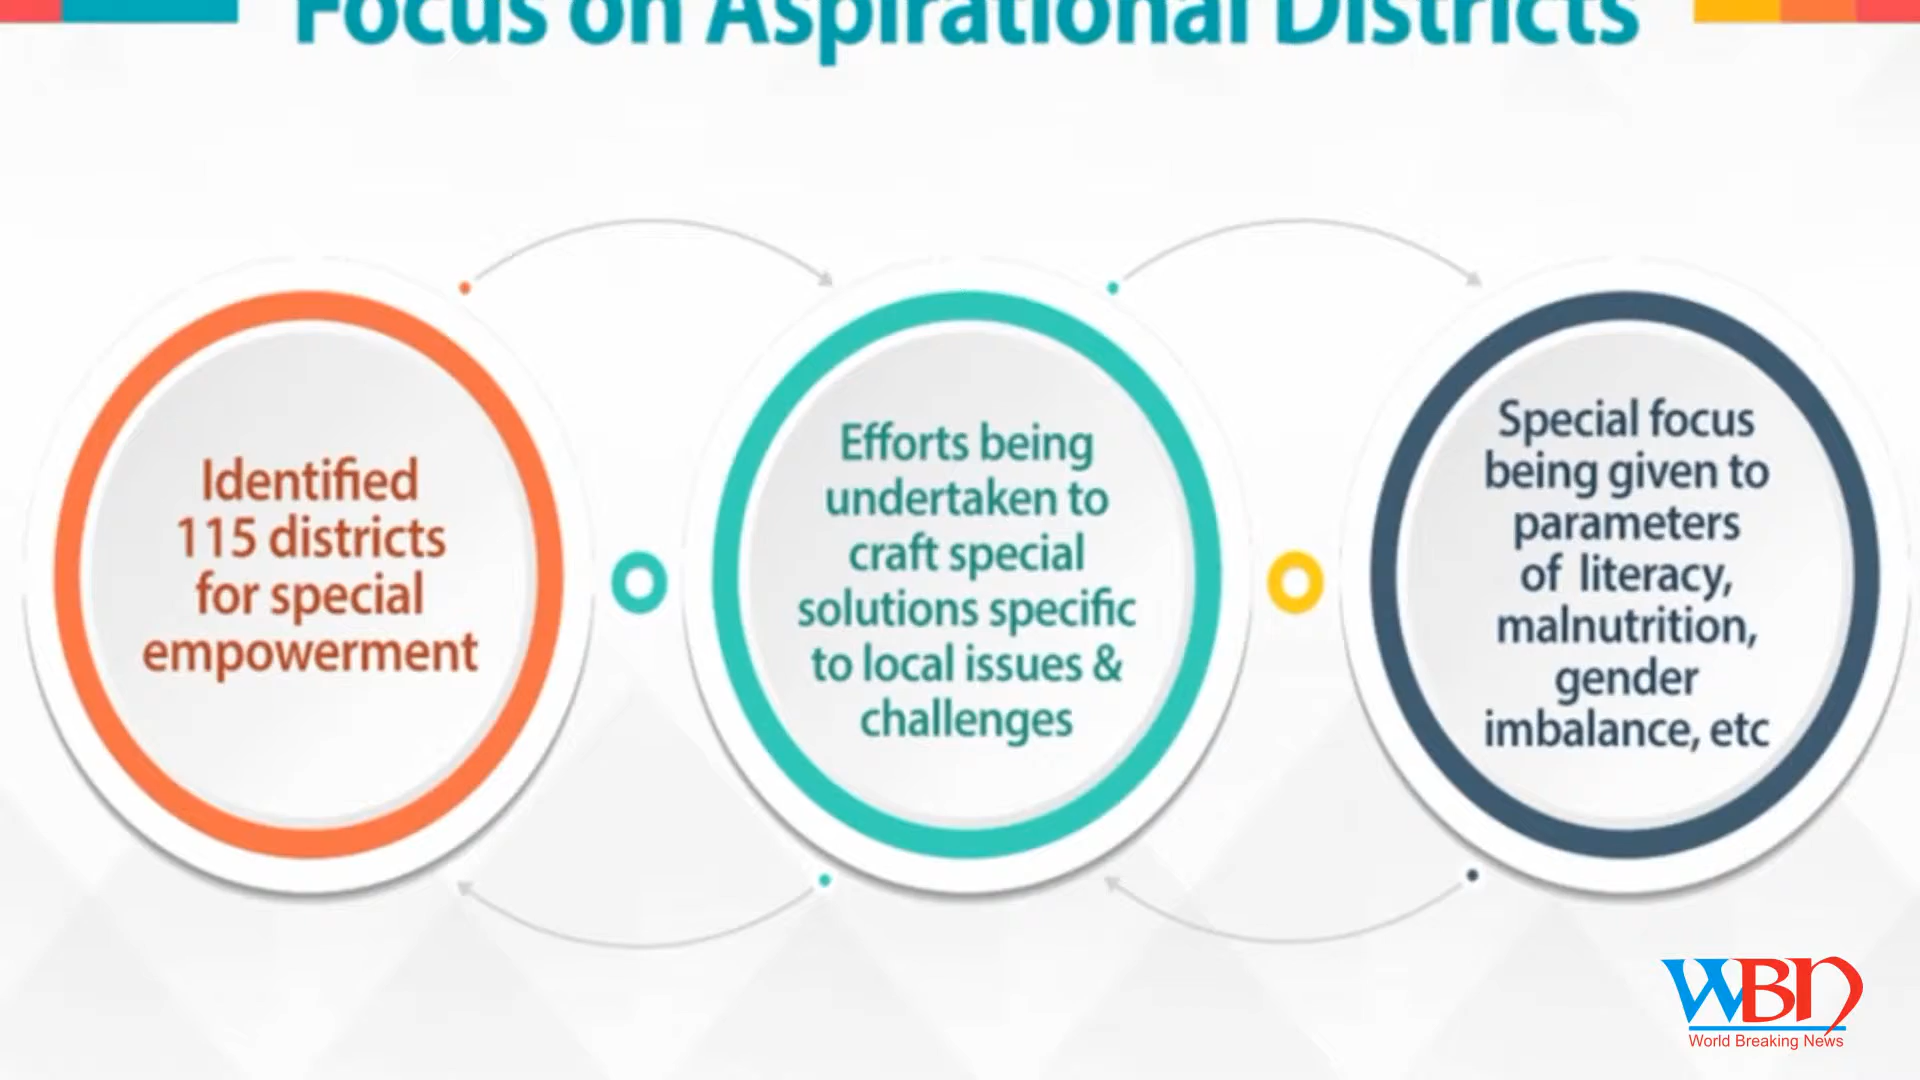 Focus on Aspirational Districts
Identified
115 districts
for special
empowerment
Efforts being
undertaken to
craft special
solutions specific
to local issues &
challenges
Special focus
being given to
parameters
of literacy,
malnutrition,
gender
imbalance, etc
WBN
World Breaking News